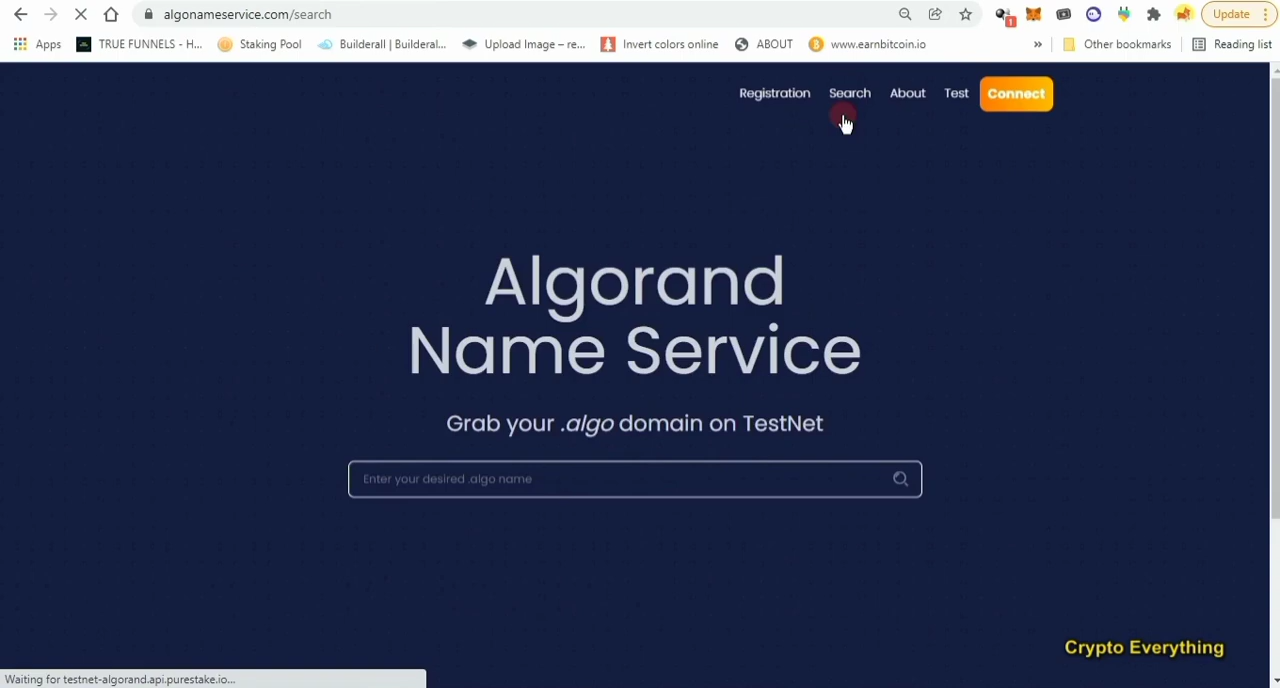 algonameservice.com/search
1
Update
Apps
TRUE FUNNELS - H...
Staking Pool
Builderall | Builderal...
Upload Image – re...
Invert colors online
ABOUT
www.earnbitcoin.io
»
Other bookmarks
Reading list
Registration
Search
About
Test
Connect
Algorand
Name Service
Grab your .algo domain on TestNet
Enter your desired .algo name
Crypto Everything
Waiting for testnet-algorand.api.purestake.io...